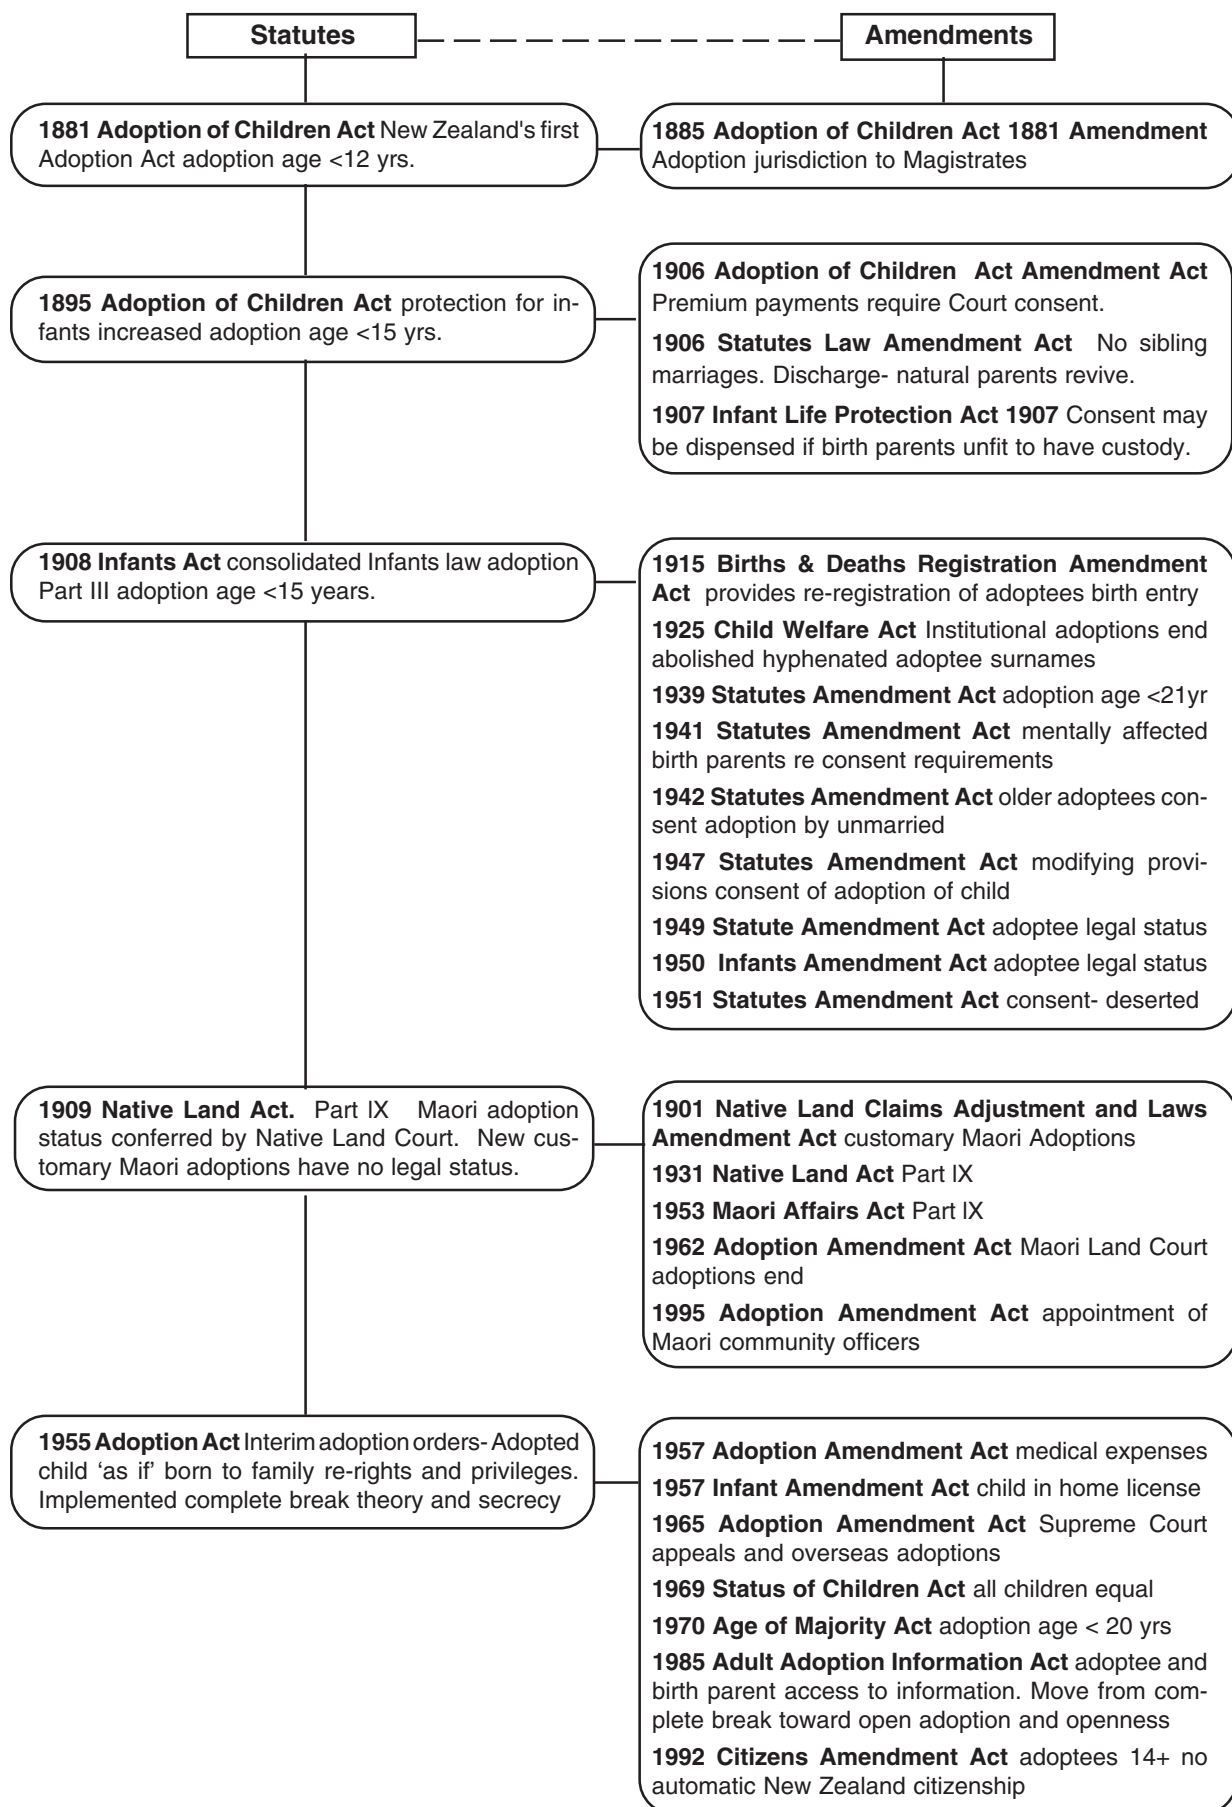 Statutes
Amendments
1881 Adoption of Children Act New Zealand's first
Adoption Act adoption age <12 yrs.
1885 Adoption of Children Act 1881 Amendment
Adoption jurisdiction to Magistrates
1895 Adoption of Children Act protection for in-
fants increased adoption age <15 yrs.
1906 Adoption of Children Act Amendment Act
Premium payments require Court consent.
1906 Statutes Law Amendment Act No sibling
marriages. Discharge- natural parents revive.
1907 Infant Life Protection Act 1907 Consent may
be dispensed if birth parents unfit to have custody.
1908 Infants Act consolidated Infants law adoption
Part III adoption age <15 years.
1915 Births & Deaths Registration Amendment
Act provides re-registration of adoptees birth entry
1925 Child Welfare Act Institutional adoptions end
abolished hyphenated adoptee surnames
1939 Statutes Amendment Act adoption age <21yr
1941 Statutes Amendment Act mentally affected
birth parents re consent requirements
1942 Statutes Amendment Act older adoptees con-
sent adoption by unmarried
1947 Statutes Amendment Act modifying provi-
sions consent of adoption of child
1949 Statute Amendment Act adoptee legal status
1950 Infants Amendment Act adoptee legal status
1951 Statutes Amendment Act consent- deserted
1909 Native Land Act. Part IX Maori adoption
status conferred by Native Land Court. New cus-
tomary Maori adoptions have no legal status.
1901 Native Land Claims Adjustment and Laws
Amendment Act customary Maori Adoptions
1931 Native Land Act Part IX
1953 Maori Affairs Act Part IX
1962 Adoption Amendment Act Maori Land Court
adoptions end
1995 Adoption Amendment Act appointment of
Maori community officers
1955 Adoption Act Interim adoption orders- Adopted
child 'as if' born to family re-rights and privileges.
Implemented complete break theory and secrecy
1957 Adoption Amendment Act medical expenses
1957 Infant Amendment Act child in home license
1965 Adoption Amendment Act Supreme Court
appeals and overseas adoptions
1969 Status of Children Act all children equal
1970 Age of Majority Act adoption age < 20 yrs
1985 Adult Adoption Information Act adoptee and
birth parent access to information. Move from com-
plete break toward open adoption and openness
1992 Citizens Amendment Act adoptees 14+ no
automatic New Zealand citizenship